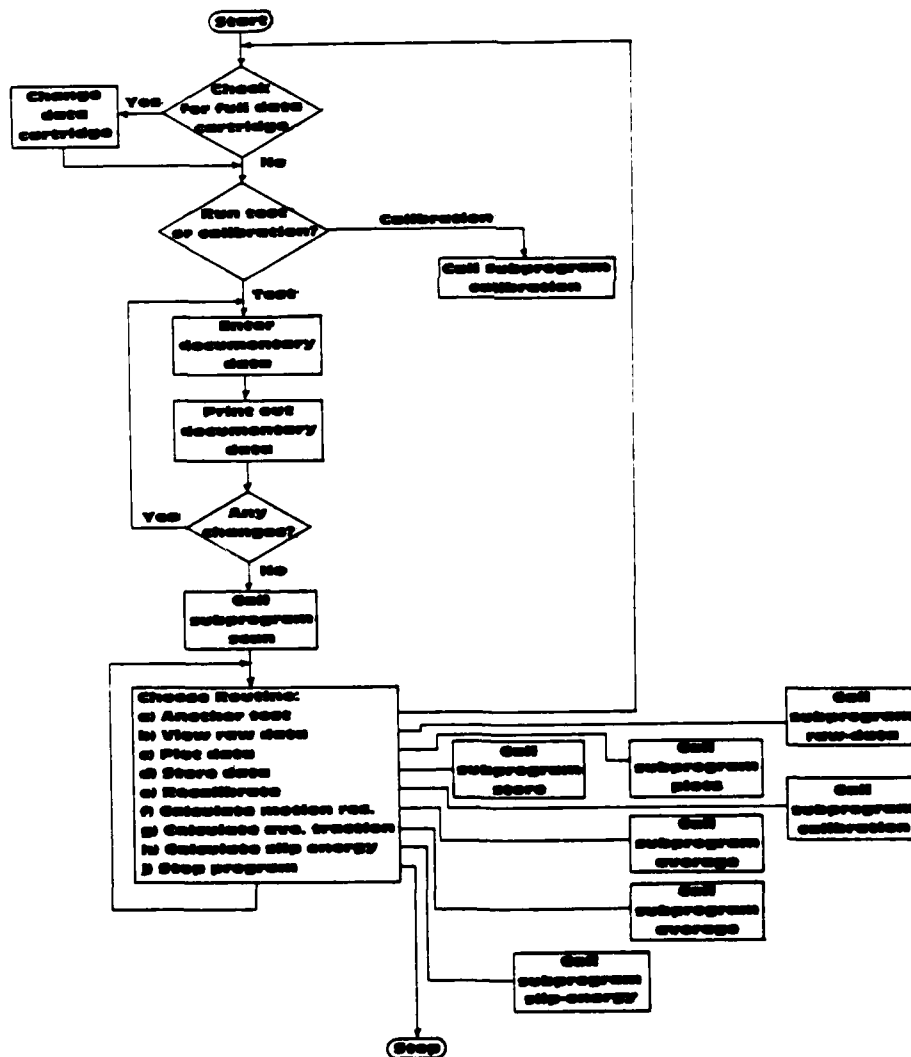 Start
Check
for full data
cartridge
Yes
Change
data
cartridge
No
Run test
or calibration?
Calibration
Call subprogram
calibration
Test
Enter
documentary
data
Print out
documentary
data
Any
changes?
Yes
No
Call
subprogram
scan
Choose Routine:
a) Another test
b) View raw data
c) Plot data
d) Store data
e) Recalibrate
f) Calculate motion res.
g) Calculate ave. traction
h) Calculate slip energy
j) Stop program
Call
subprogram
raw-data
Call
subprogram
plots
Call
subprogram
store
Call
subprogram
calibration
Call
subprogram
average
Call
subprogram
average
Call
subprogram
slip-energy
Stop